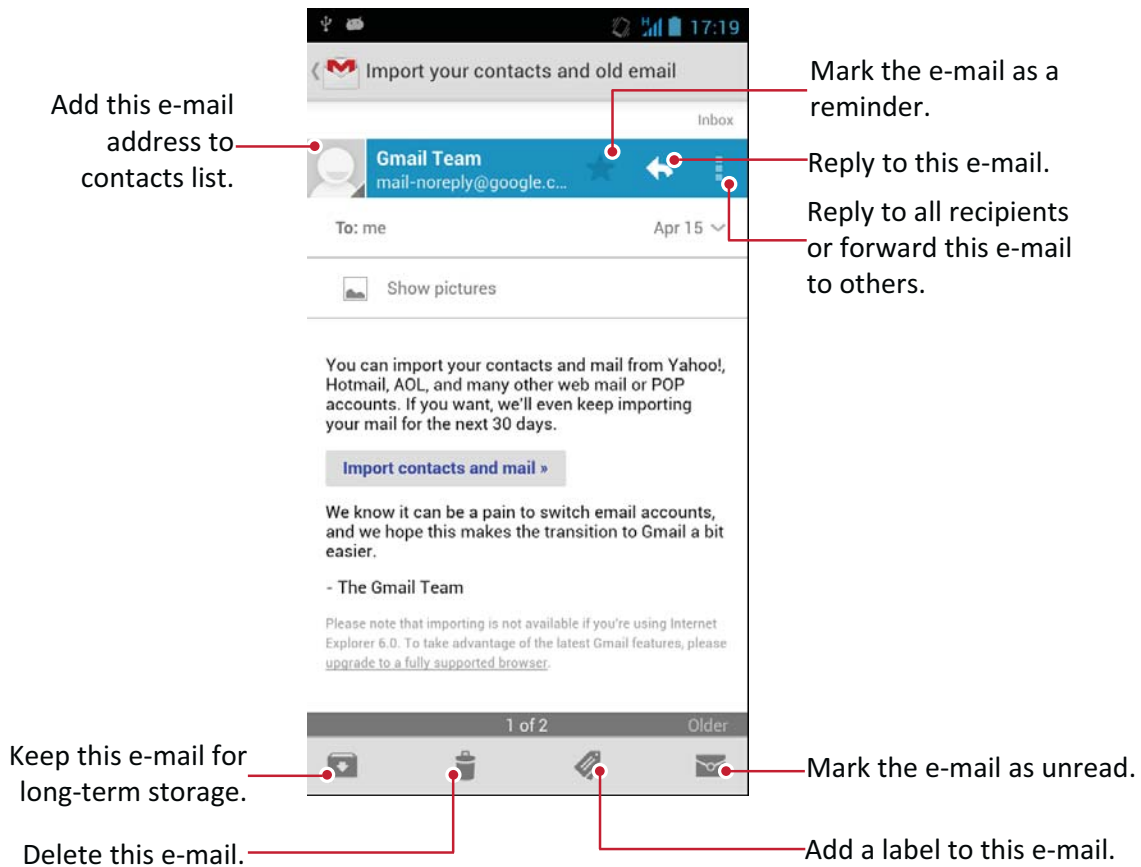 H
17:19
Import your contacts and old email
Inbox
Add this e-mail
address to
contacts list.
Mark the e-mail as a
reminder.
Gmail Team
mail-noreply@google.c...
Reply to this e-mail.
Reply to all recipients
or forward this e-mail
to others.
To: me
Apr 15
Show pictures
You can import your contacts and mail from Yahoo!,
Hotmail, AOL, and many other web mail or POP
accounts. If you want, we'll even keep importing
your mail for the next 30 days.
Import contacts and mail »
We know it can be a pain to switch email accounts,
and we hope this makes the transition to Gmail a bit
easier.
- The Gmail Team
Please note that importing is not available if you're using Internet
Explorer 6.0. To take advantage of the latest Gmail features, please
upgrade to a fully supported browser.
1 of 2
Older
Keep this e-mail for
long-term storage.
Mark the e-mail as unread.
Delete this e-mail.
Add a label to this e-mail.